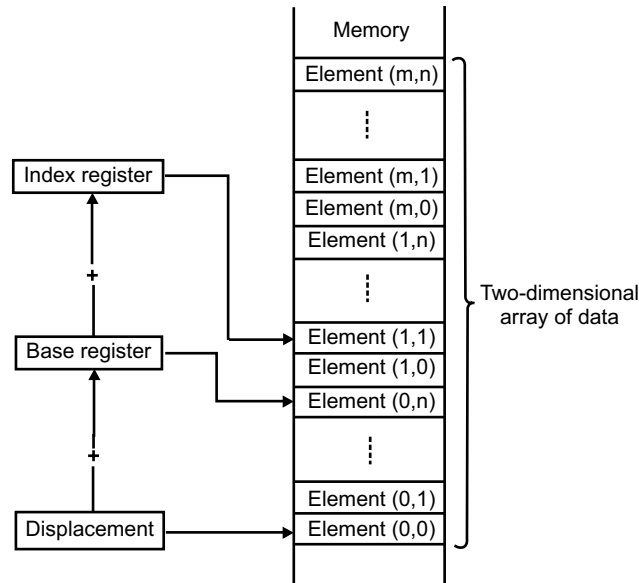 Memory
Element (m,n)
Index register
Element (m,1)
Element (m,0)
Element (1,n)
+
Two-dimensional
array of data
Base register
Element (1,1)
Element (1,0)
Element (0,n)
+
Element (0,1)
Displacement
Element (0,0)